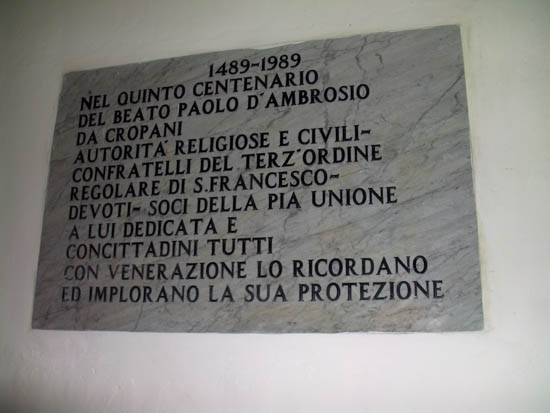 1489-1989
NEL QUINTO CENTENARIO
DEL BEATO PAOLO D'AMBROSIO
DA CROPANI
AUTORITÀ RELIGIOSE E CIVILI-
CONFRATELLI DEL TERZ'ORDINE
REGOLARE DI S.FRANCESCO-
DEVOTI- SOCI DELLA PIA UNIONE
A LUI DEDICATA E
CONCITTADINI TUTTI
CON VENERAZIONE LO RICORDANO
ED IMPLORANO LA SUA PROTEZIONE